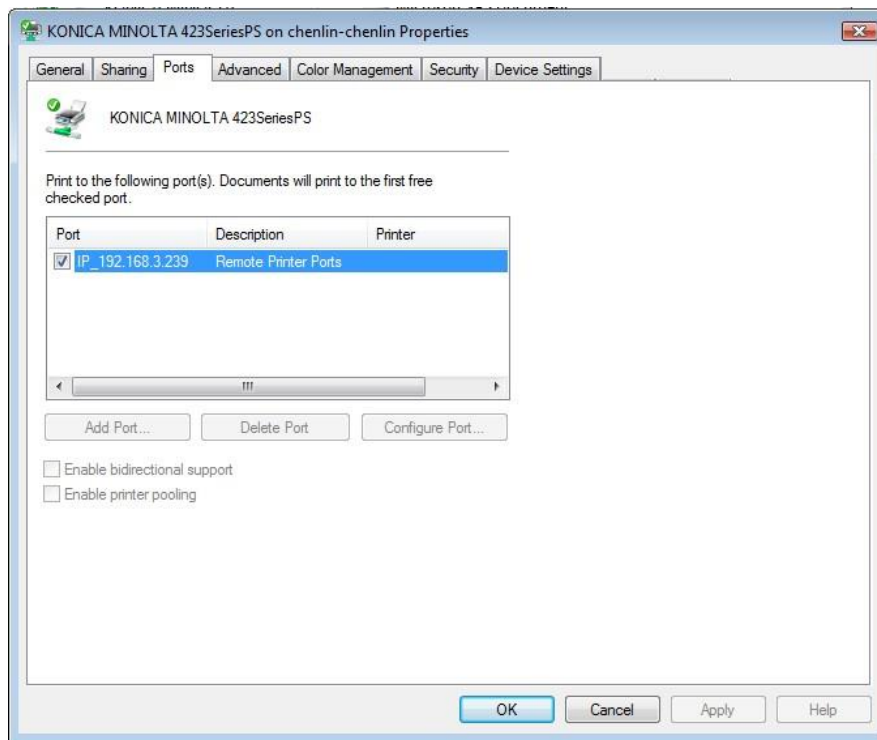 KONICA MINOLTA 423SeriesPS on chenlin-chenlin Properties
General Sharing Ports Advanced Color Management Security Device Settings
KONICA MINOLTA 423SeriesPS
Print to the following port(s). Documents will print to the first free
checked port.
Port Description Printer
IP_192.168.3.239 Remote Printer Ports
Add Port... Delete Port Configure Port...
Enable bidirectional support
Enable printer pooling
OK Cancel Apply Help